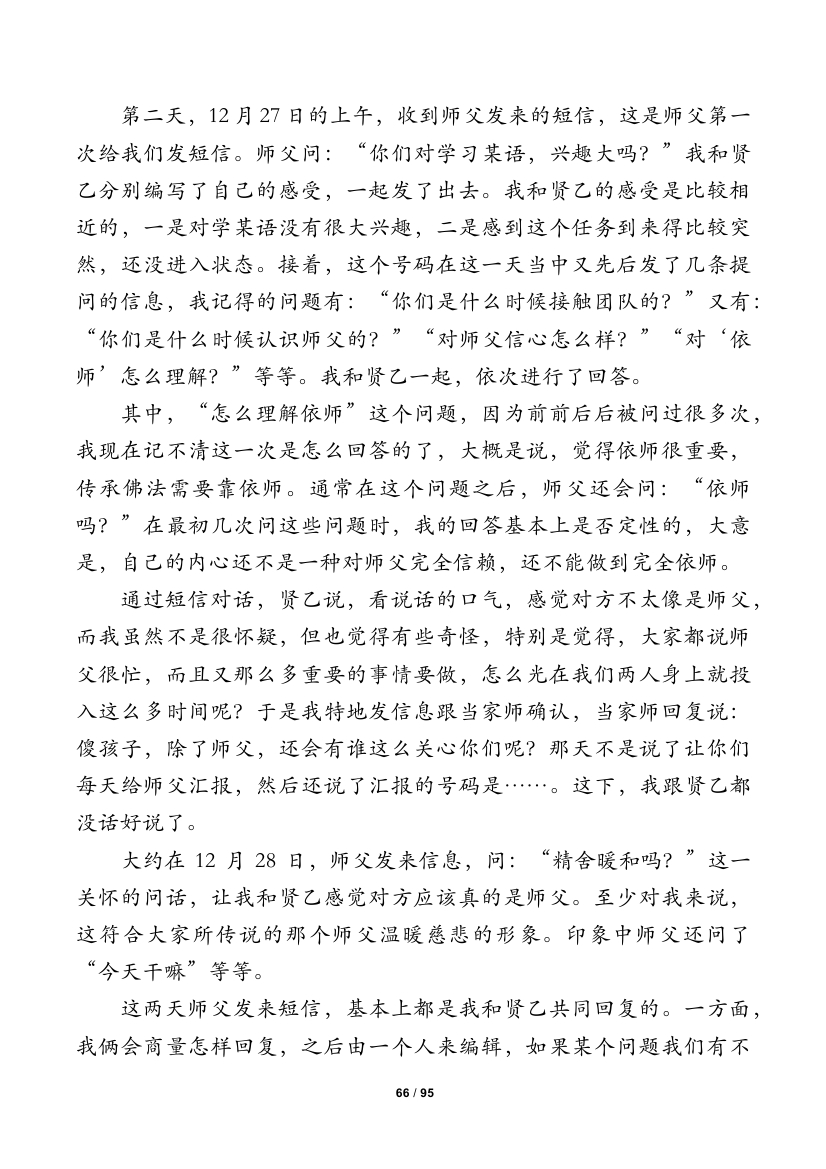 第二天，12 月 27 日的上午，收到师父发来的短信，这是师父第一
次给我们发短信。师父问：“你们对学习某语，兴趣大吗？”我和贤
乙分别编写了自己的感受，一起发了出去。我和贤乙的感受是比较相
近的，一是对学某语没有很大兴趣，二是感到这个任务到来得比较突
然，还没进入状态。接着，这个号码在这一天当中又先后发了几条提
问的信息，我记得的问题有：“你们是什么时候接触团队的？”又有：
“你们是什么时候认识师父的？”“对师父信心怎么样？”“对‘依
师’怎么理解？”等等。我和贤乙一起，依次进行了回答。
其中，“怎么理解依师”这个问题，因为前前后后被问过很多次，
我现在记不清这一次是怎么回答的了，大概是说，觉得依师很重要，
传承佛法需要靠依师。通常在这个问题之后，师父还会问：“依师
吗？”在最初几次问这些问题时，我的回答基本上是否定性的，大意
是，自己的内心还不是一种对师父完全信赖，还不能做到完全依师。
通过短信对话，贤乙说，看说话的口气，感觉对方不太像是师父，
而我虽然不是很怀疑，但也觉得有些奇怪，特别是觉得，大家都说师
父很忙，而且又那么多重要的事情要做，怎么光在我们两人身上就投
入这么多时间呢？于是我特地发信息跟当家师确认，当家师回复说：
傻孩子，除了师父，还会有谁这么关心你们呢？那天不是说了让你们
每天给师父汇报，然后还说了汇报的号码是……。这下，我跟贤乙都
没话好说了。
大约在 12 月 28 日，师父发来信息，问：“精舍暖和吗？”这一
关怀的问话，让我和贤乙感觉对方应该真的是师父。至少对我来说，
这符合大家所传说的那个师父温暖慈悲的形象。印象中师父还问了
“今天干嘛”等等。
这两天师父发来短信，基本上都是我和贤乙共同回复的。一方面，
我俩会商量怎样回复，之后由一个人来编辑，如果某个问题我们有不
66 / 95